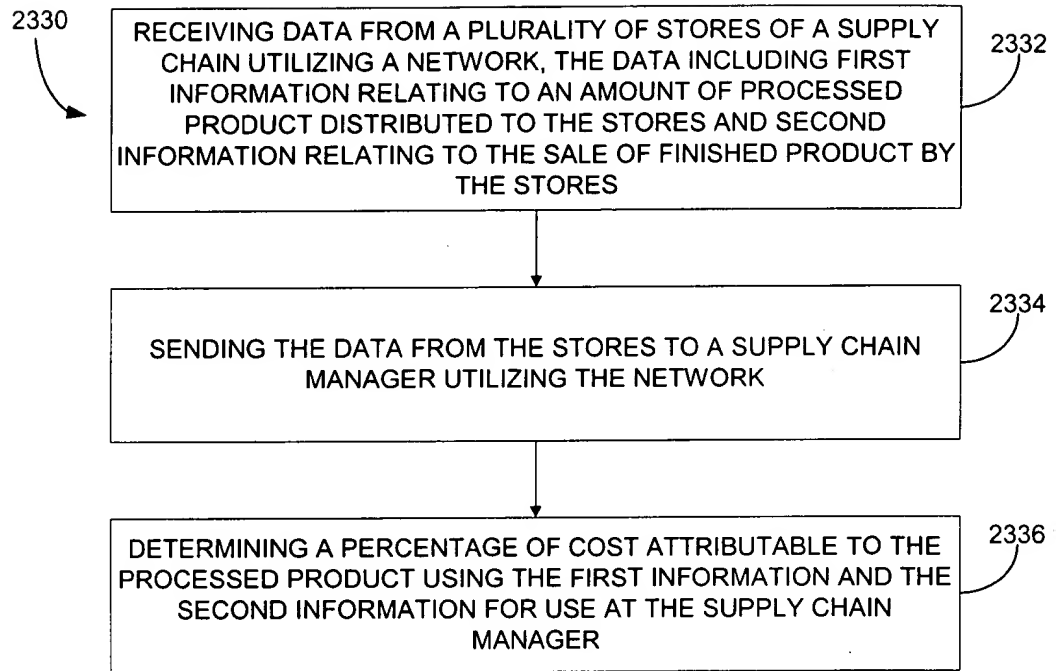 2330
RECEIVING DATA FROM A PLURALITY OF STORES OF A SUPPLY
CHAIN UTILIZING A NETWORK, THE DATA INCLUDING FIRST
INFORMATION RELATING TO AN AMOUNT OF PROCESSED
PRODUCT DISTRIBUTED TO THE STORES AND SECOND
INFORMATION RELATING TO THE SALE OF FINISHED PRODUCT BY
THE STORES
2332
SENDING THE DATA FROM THE STORES TO A SUPPLY CHAIN
MANAGER UTILIZING THE NETWORK
2334
DETERMINING A PERCENTAGE OF COST ATTRIBUTABLE TO THE
PROCESSED PRODUCT USING THE FIRST INFORMATION AND THE
SECOND INFORMATION FOR USE AT THE SUPPLY CHAIN
MANAGER
2336